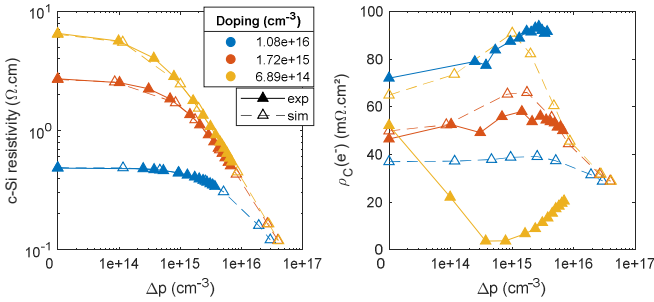 Doping (cm⁻³)
1.08e+16
1.72e+15
6.89e+14
exp
sim
c-Si resistivity (Ω.cm)
10¹
10⁰
10⁻¹
0 1e+14 1e+15 1e+16 1e+17
Δp (cm⁻³)
ρC(e⁻) (mΩ.cm²)
100
80
60
40
20
0
0 1e+14 1e+15 1e+16 1e+17
Δp (cm⁻³)